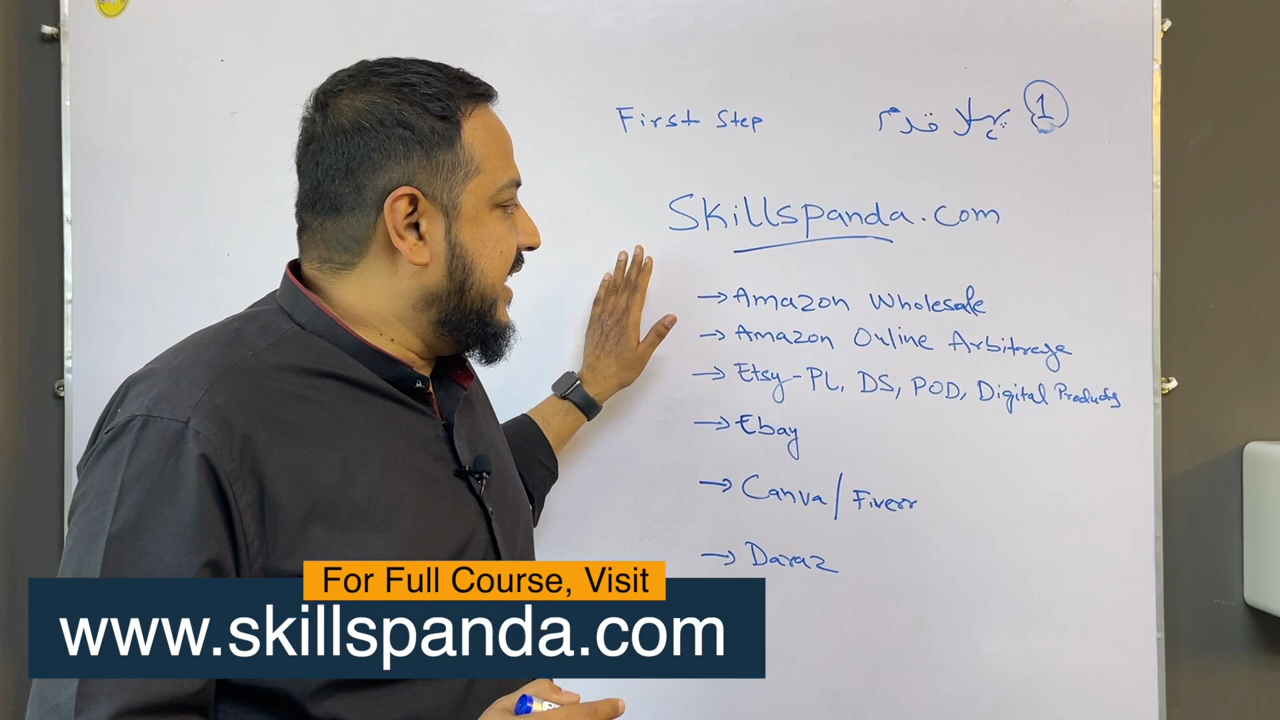 First Step پہلا قدم 1
Skillspanda.com
→ Amazon Wholesale
→ Amazon Online Arbitrage
→ Etsy - PL, DS, POD, Digital Products
→ Ebay
→ Canva / Fiverr
→ Daraz
For Full Course, Visit
www.skillspanda.com